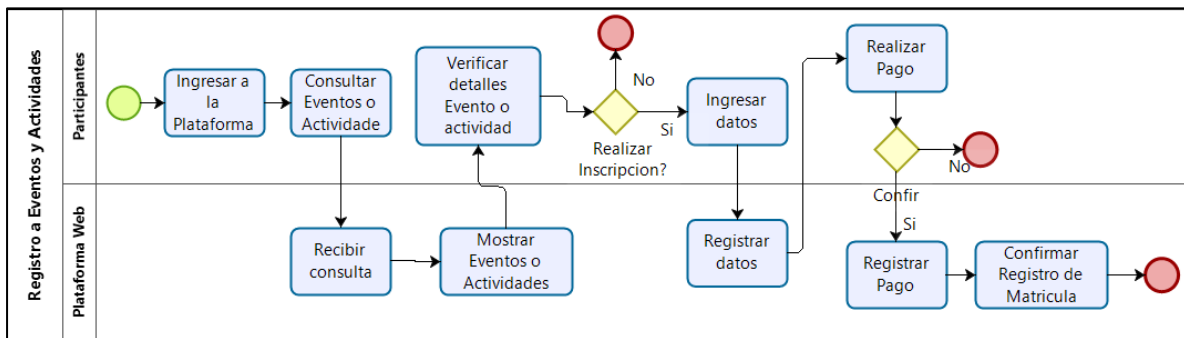 Registro a Eventos y Actividades
Participantes
Ingresar a
la
Plataforma
Consultar
Eventos o
Actividade
Verificar
detalles
Evento o
actividad
No
Si
Realizar
Inscripcion?
Ingresar
datos
Realizar
Pago
No
Confir
Si
Plataforma Web
Recibir
consulta
Mostrar
Eventos o
Actividades
Registrar
datos
Registrar
Pago
Confirmar
Registro de
Matricula